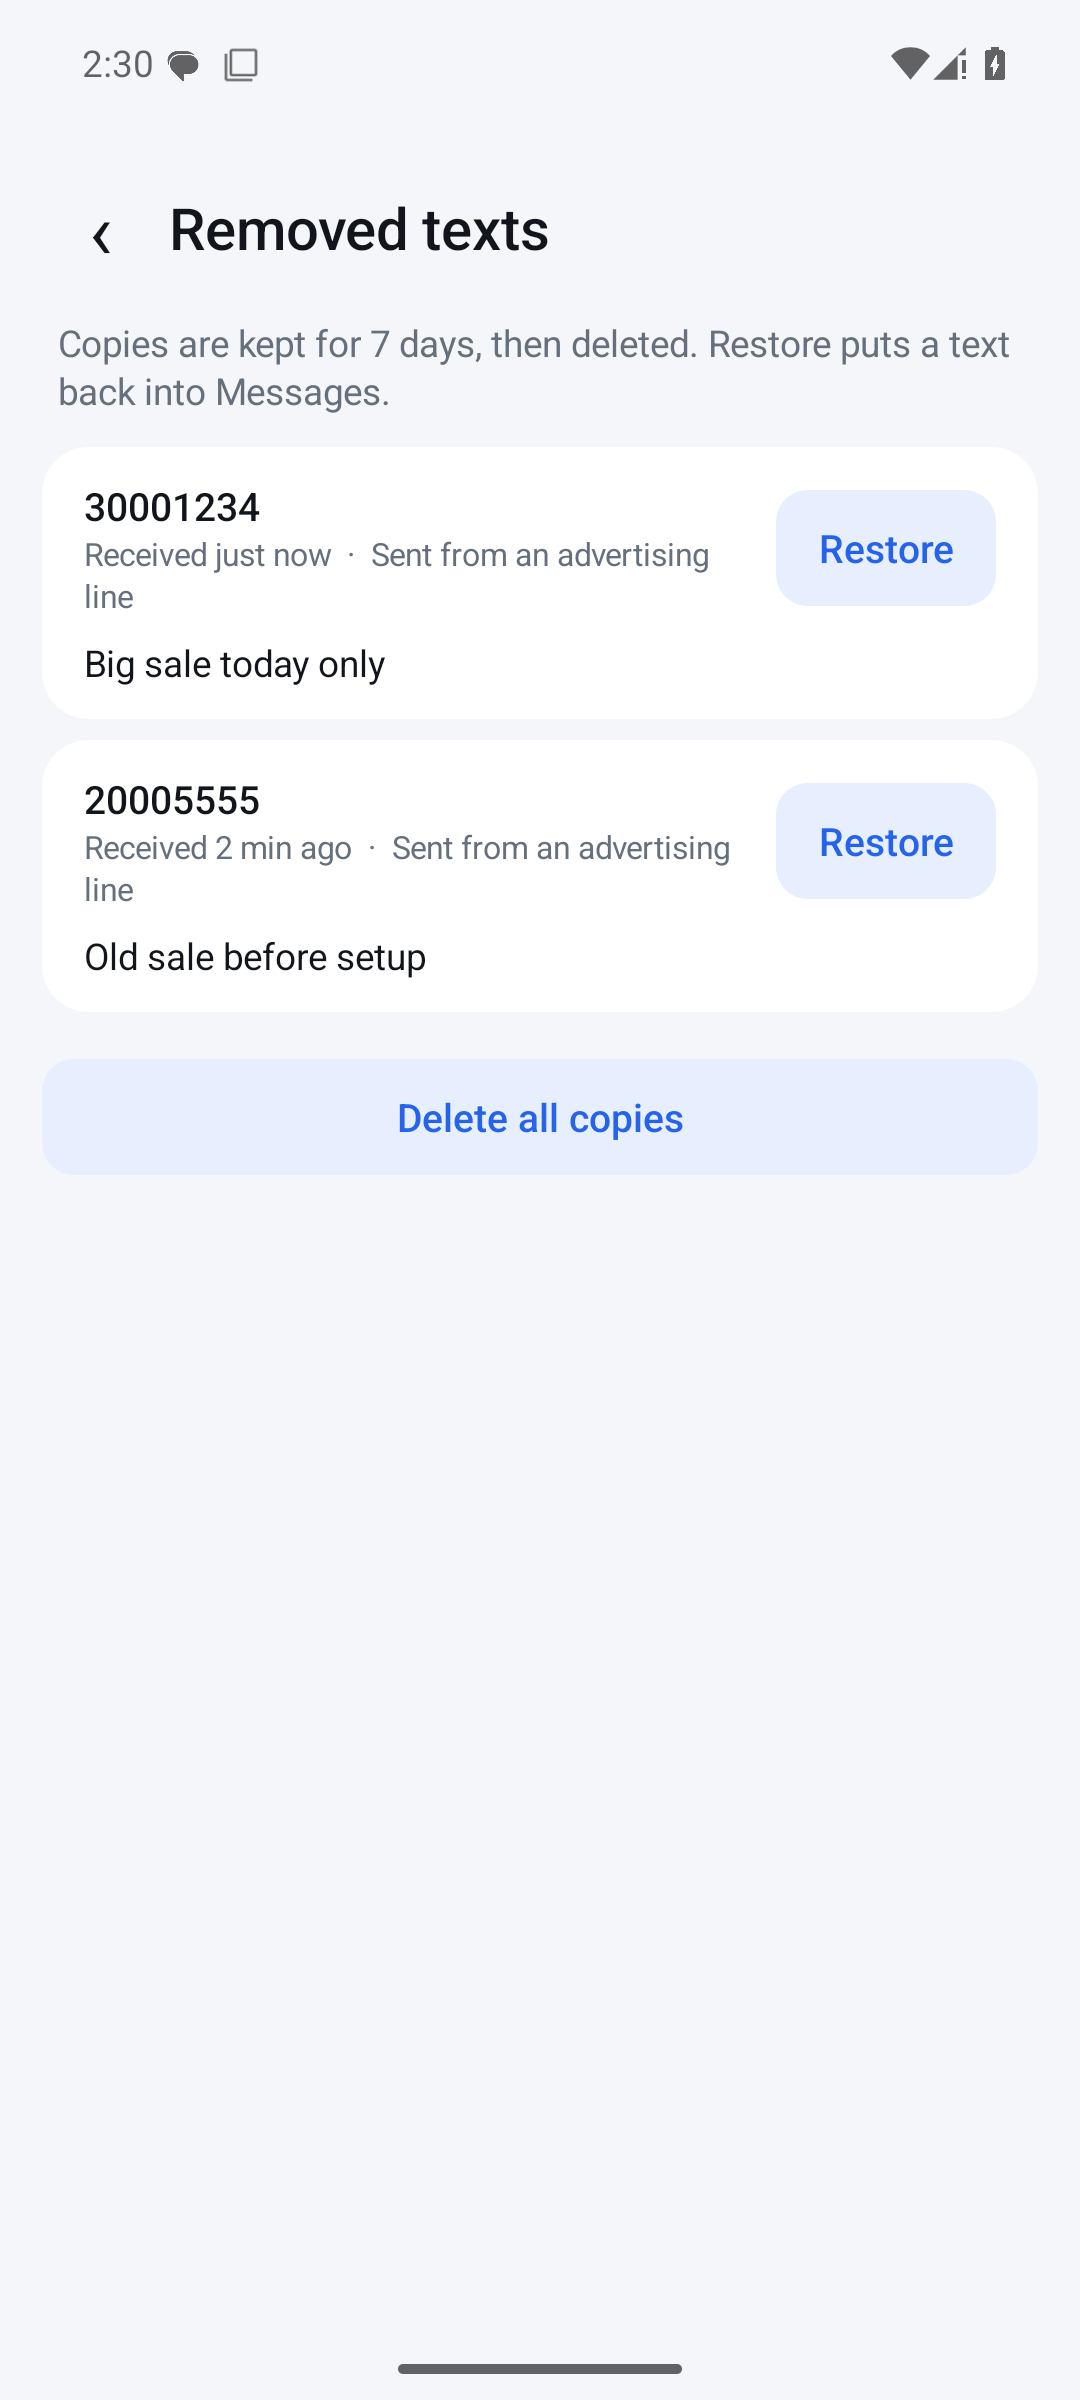 2:30
‹ Removed texts
Copies are kept for 7 days, then deleted. Restore puts a text
back into Messages.
30001234
Received just now · Sent from an advertising
line
Restore
Big sale today only
20005555
Received 2 min ago · Sent from an advertising
line
Restore
Old sale before setup
Delete all copies